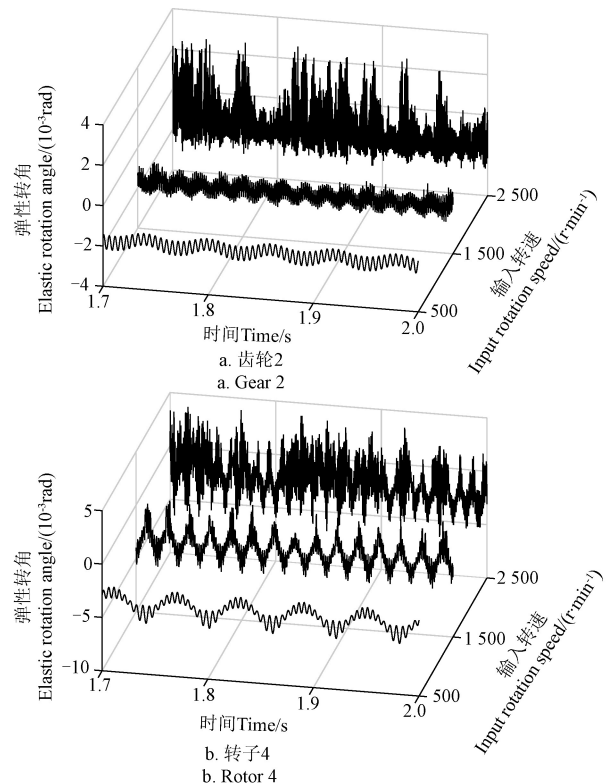 弹性转角
Elastic rotation angle/(10⁻³rad)
4
2
0
−2
−4
1.7
1.8
1.9
2.0
500
1 500
2 500
时间Time/s
输入转速
Input rotation speed/(r·min⁻¹)
a. 齿轮2
a. Gear 2
弹性转角
Elastic rotation angle/(10⁻³rad)
5
0
−5
−10
1.7
1.8
1.9
2.0
500
1 500
2 500
时间Time/s
输入转速
Input rotation speed/(r·min⁻¹)
b. 转子4
b. Rotor 4